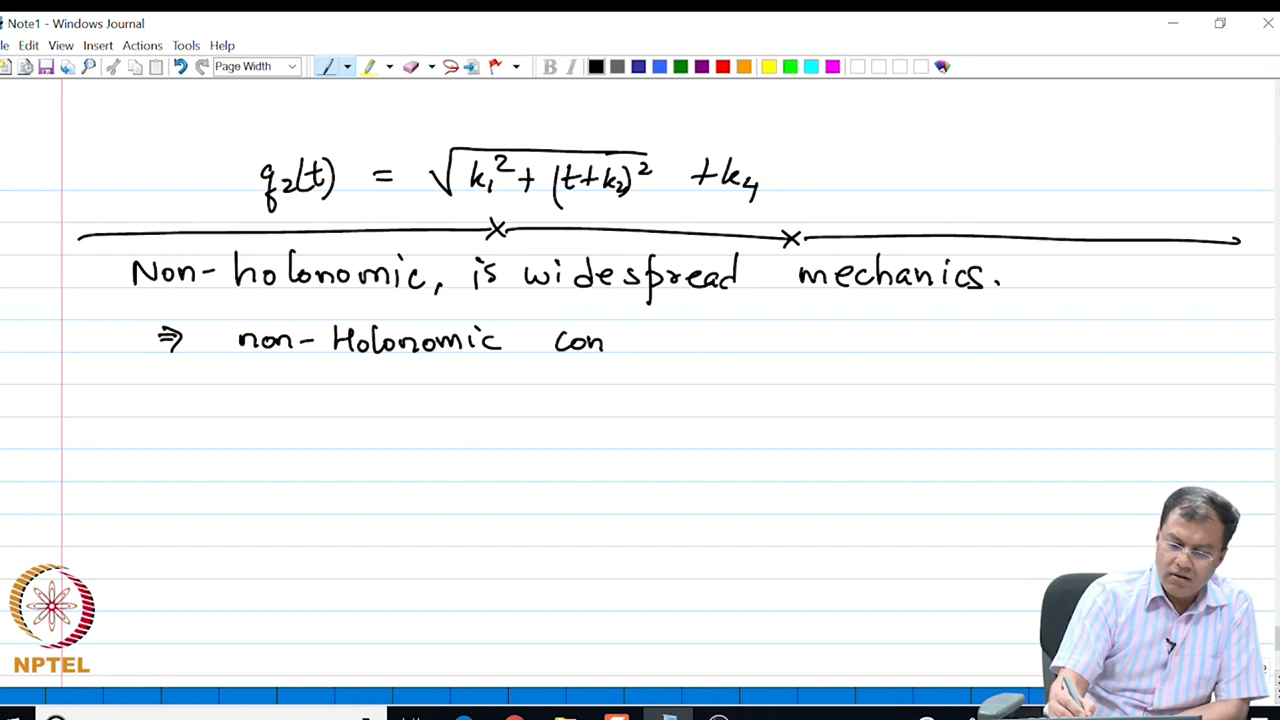 Note1 - Windows Journal
Edit View Insert Actions Tools Help
Page Width
q₂(t) = √(k₁² + (t+k₂)²) + k₄
Non-holonomic, is widespread mechanics.
⇒ non-Holonomic con
NPTEL